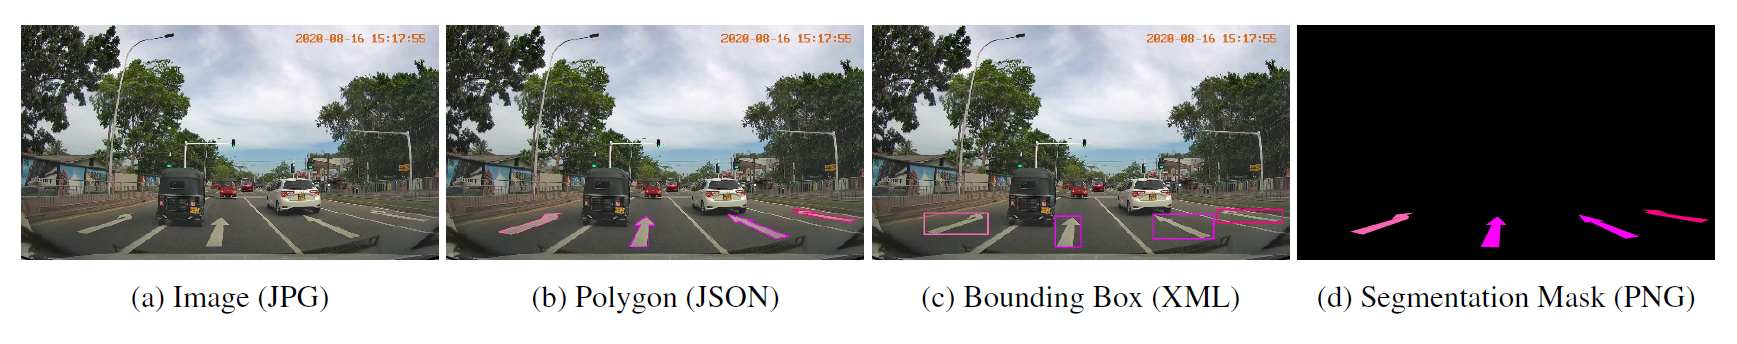 2020-08-16 15:17:55
2020-08-16 15:17:55
2020-08-16 15:17:55
(a) Image (JPG)
(b) Polygon (JSON)
(c) Bounding Box (XML)
(d) Segmentation Mask (PNG)